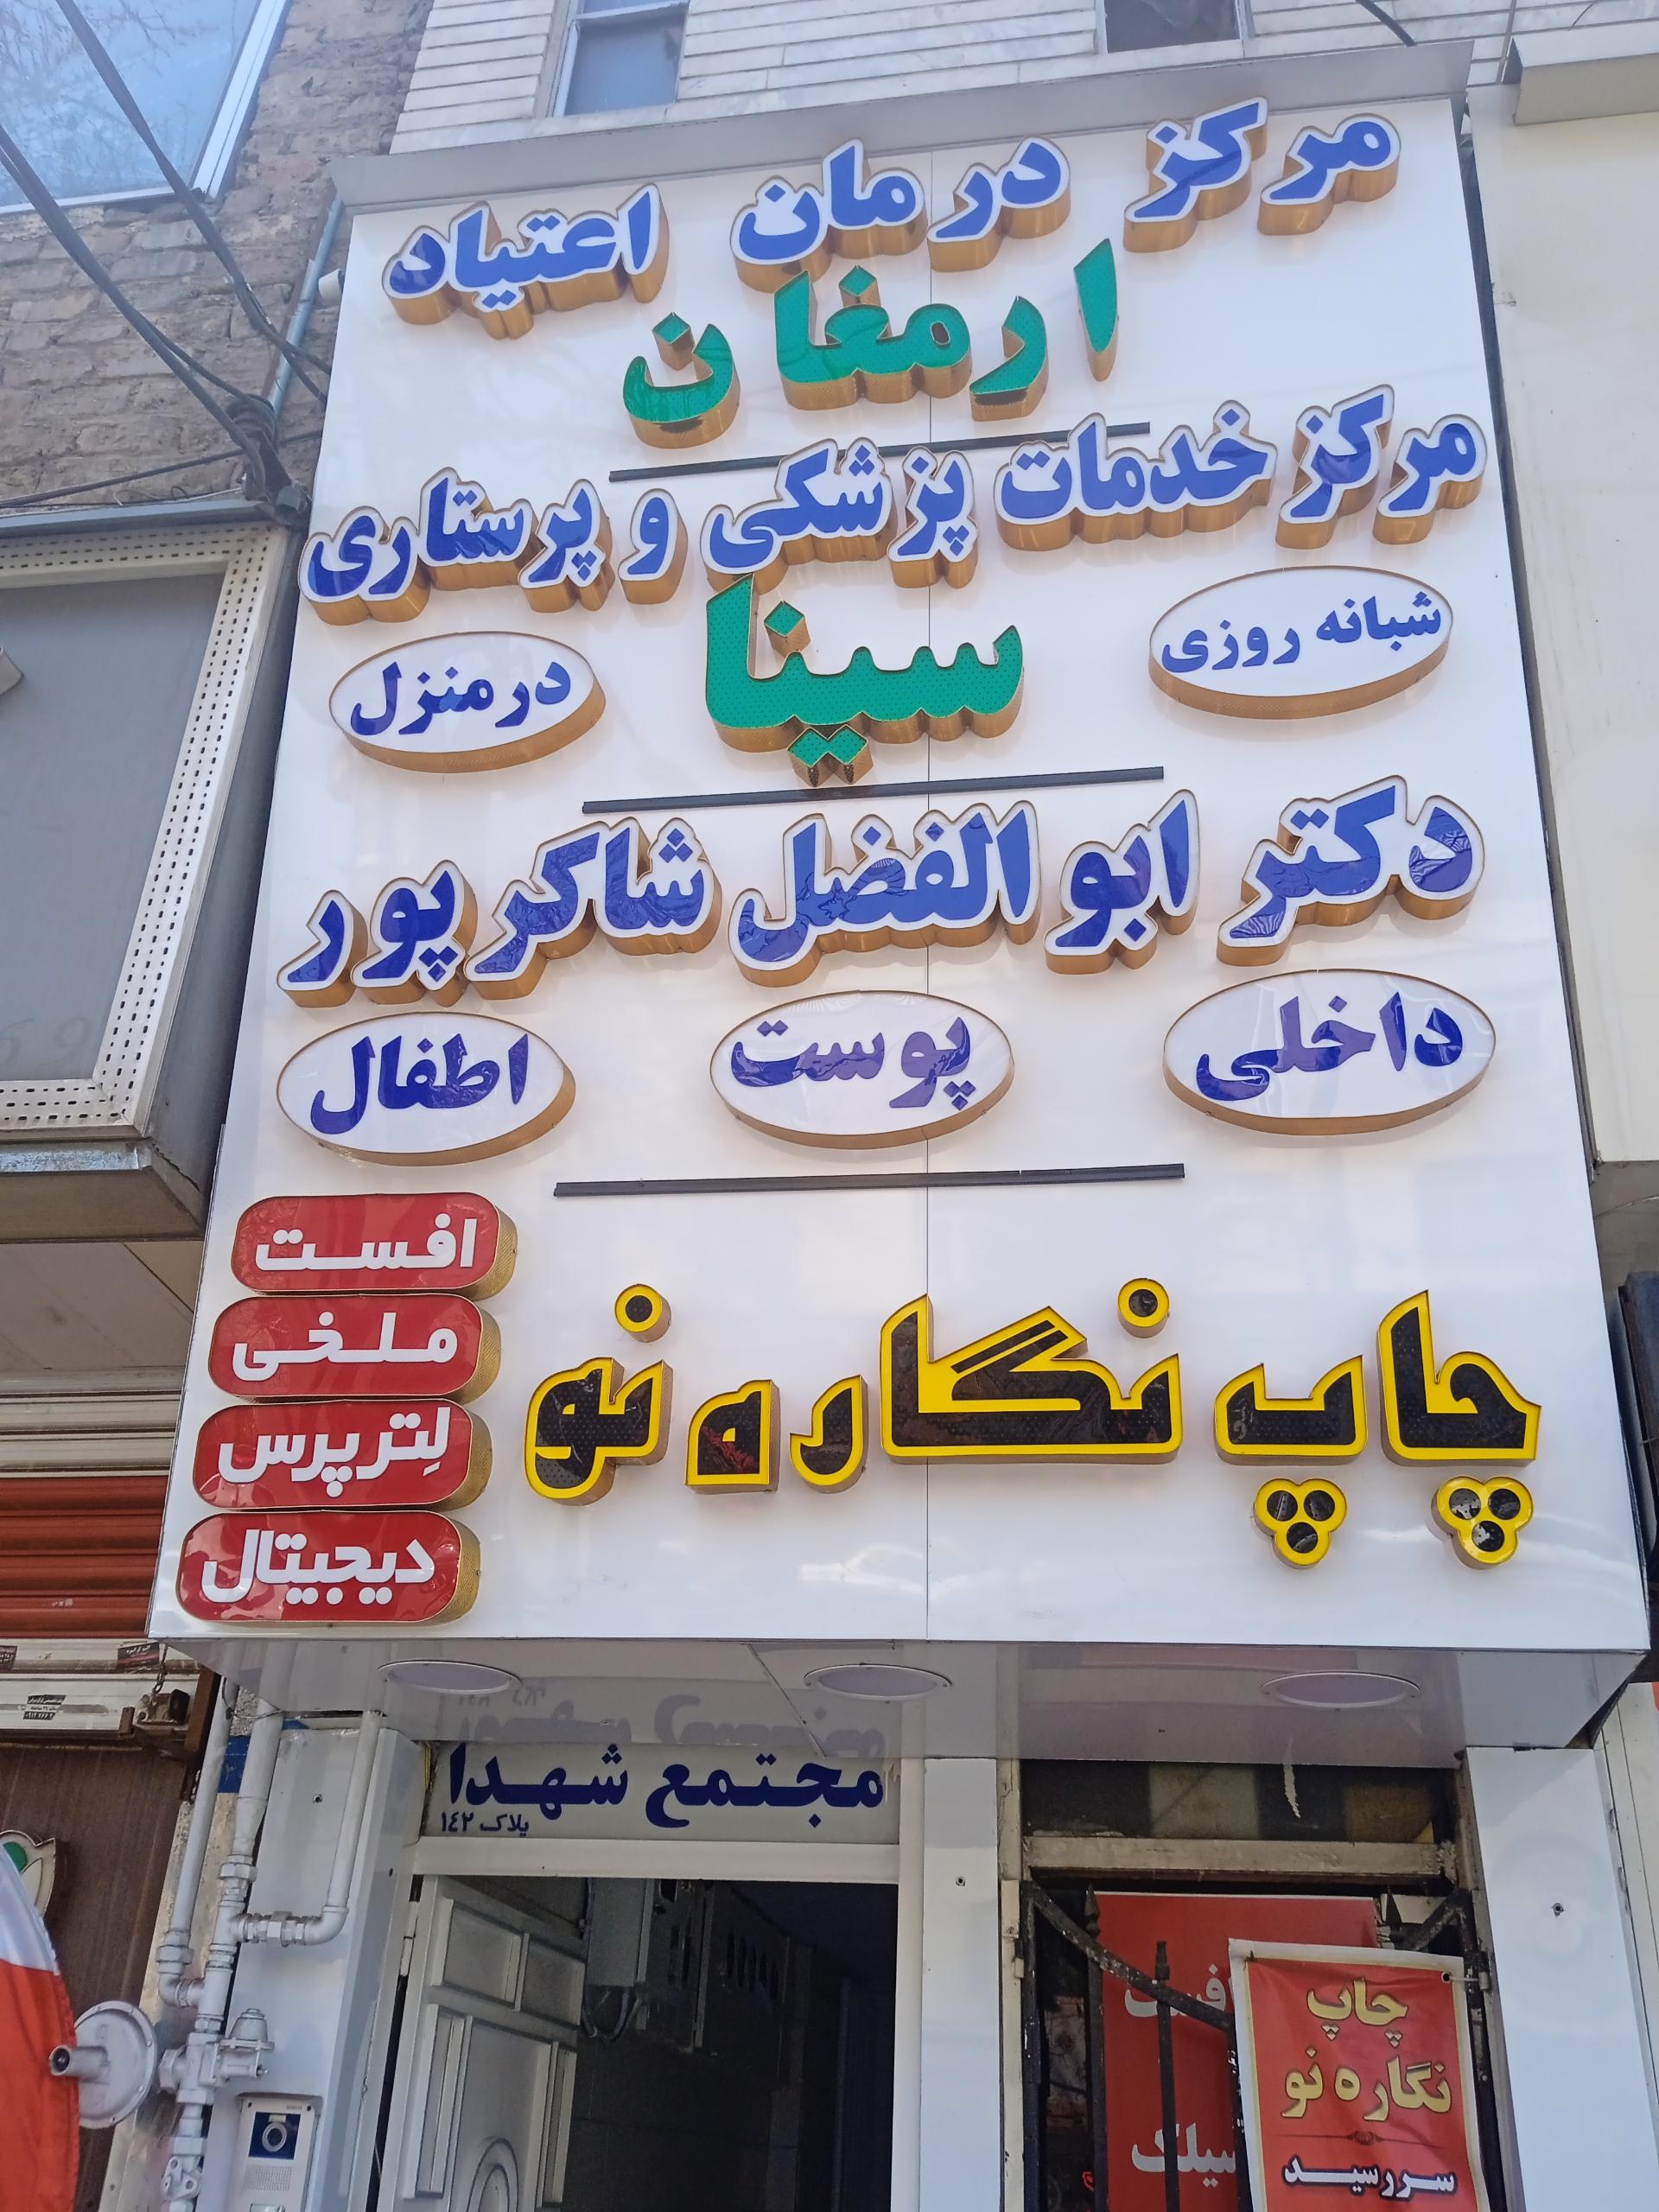 مرکز درمان اعتیاد
ارمغان
مرکز خدمات پزشکی و پرستاری
سینا
شبانه روزی
در منزل
دکتر ابوالفضل شاکرپور
داخلی
پوست
اطفال
چاپ نگاره نو
افست
ملخی
لِترپرس
دیجیتال
مجتمع شهدا
پلاک ۱٤۲
چاپ
نگاره نو
سررسید